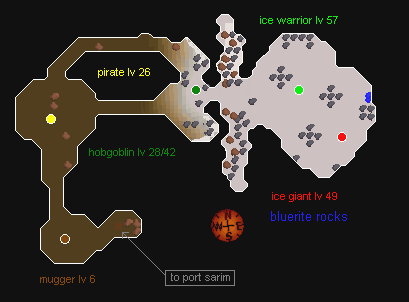 ice warrior lv 57
pirate lv 26
hobgoblin lv 28/42
ice giant lv 49
bluerite rocks
N
W E
S
to port sarim
mugger lv 6